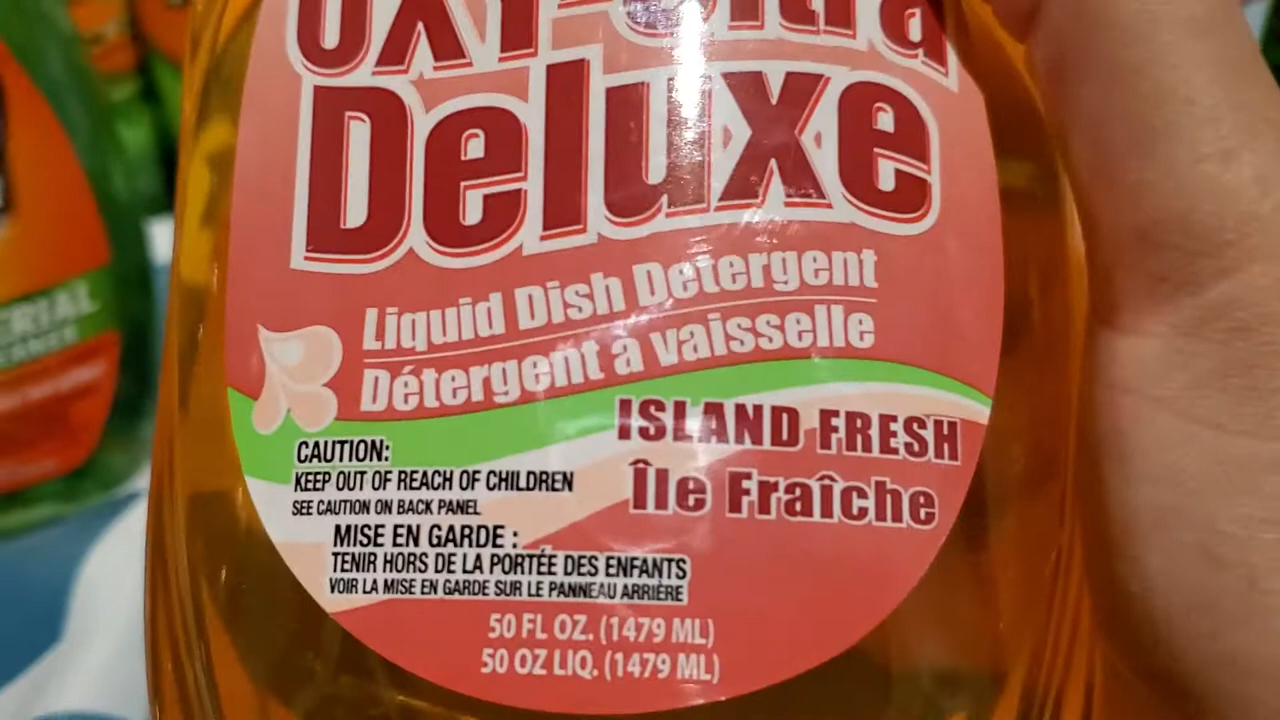 OXY-Ultra
Deluxe
Liquid Dish Detergent
Détergent à vaisselle
ISLAND FRESH
Île Fraîche
CAUTION:
KEEP OUT OF REACH OF CHILDREN
SEE CAUTION ON BACK PANEL
MISE EN GARDE :
TENIR HORS DE LA PORTÉE DES ENFANTS
VOIR LA MISE EN GARDE SUR LE PANNEAU ARRIÈRE
50 FL OZ. (1479 ML)
50 OZ LIQ. (1479 ML)